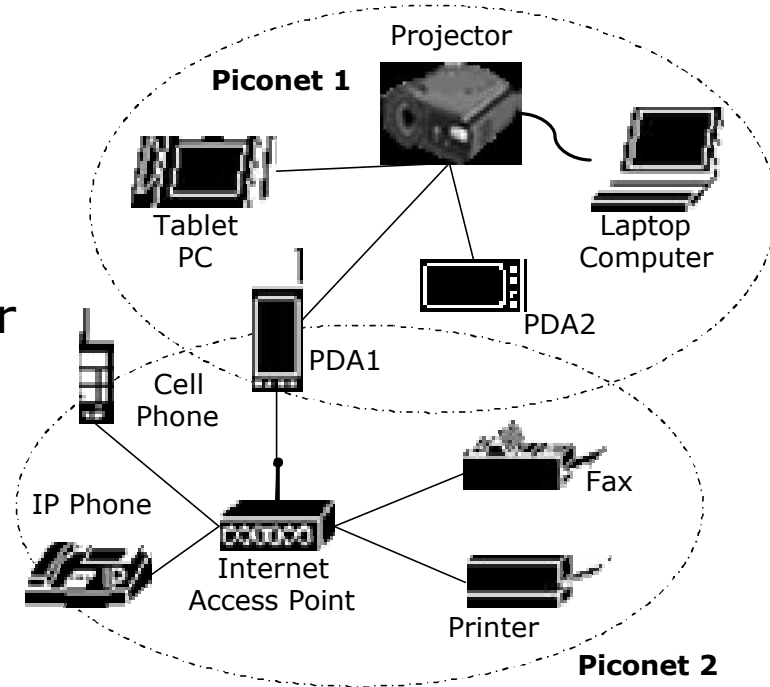 Projector
Piconet 1
Tablet
PC
Laptop
Computer
PDA2
r
PDA1
Cell
Phone
Fax
IP Phone
Internet
Access Point
Printer
Piconet 2